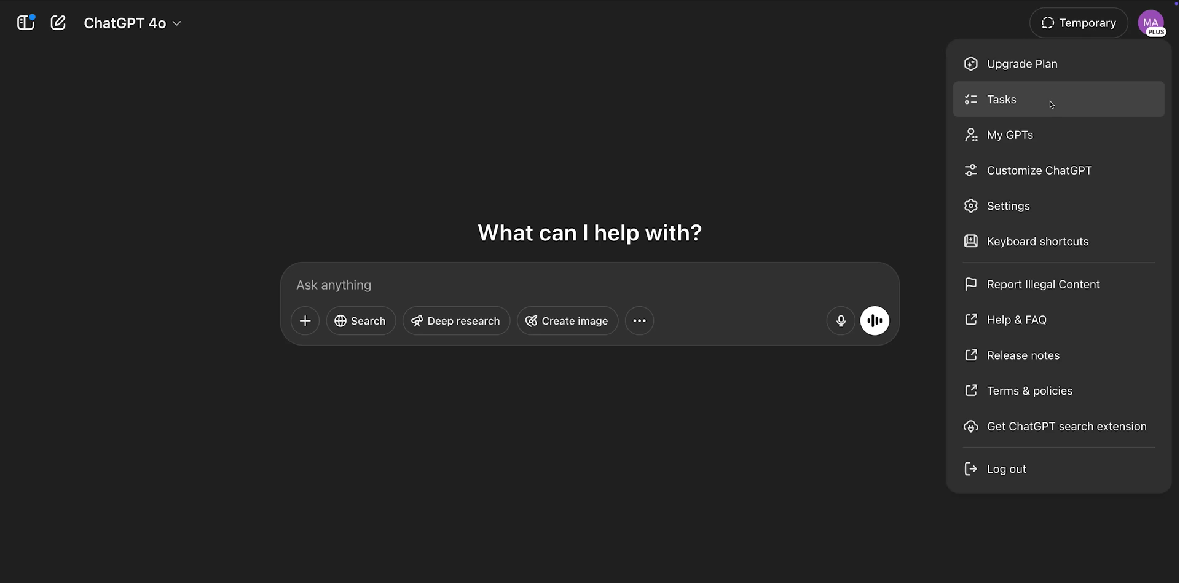 ChatGPT 4o
Temporary
MA
PLUS
Upgrade Plan
Tasks
My GPTs
Customize ChatGPT
Settings
Keyboard shortcuts
Report Illegal Content
Help & FAQ
Release notes
Terms & policies
Get ChatGPT search extension
Log out
What can I help with?
Ask anything
Search
Deep research
Create image